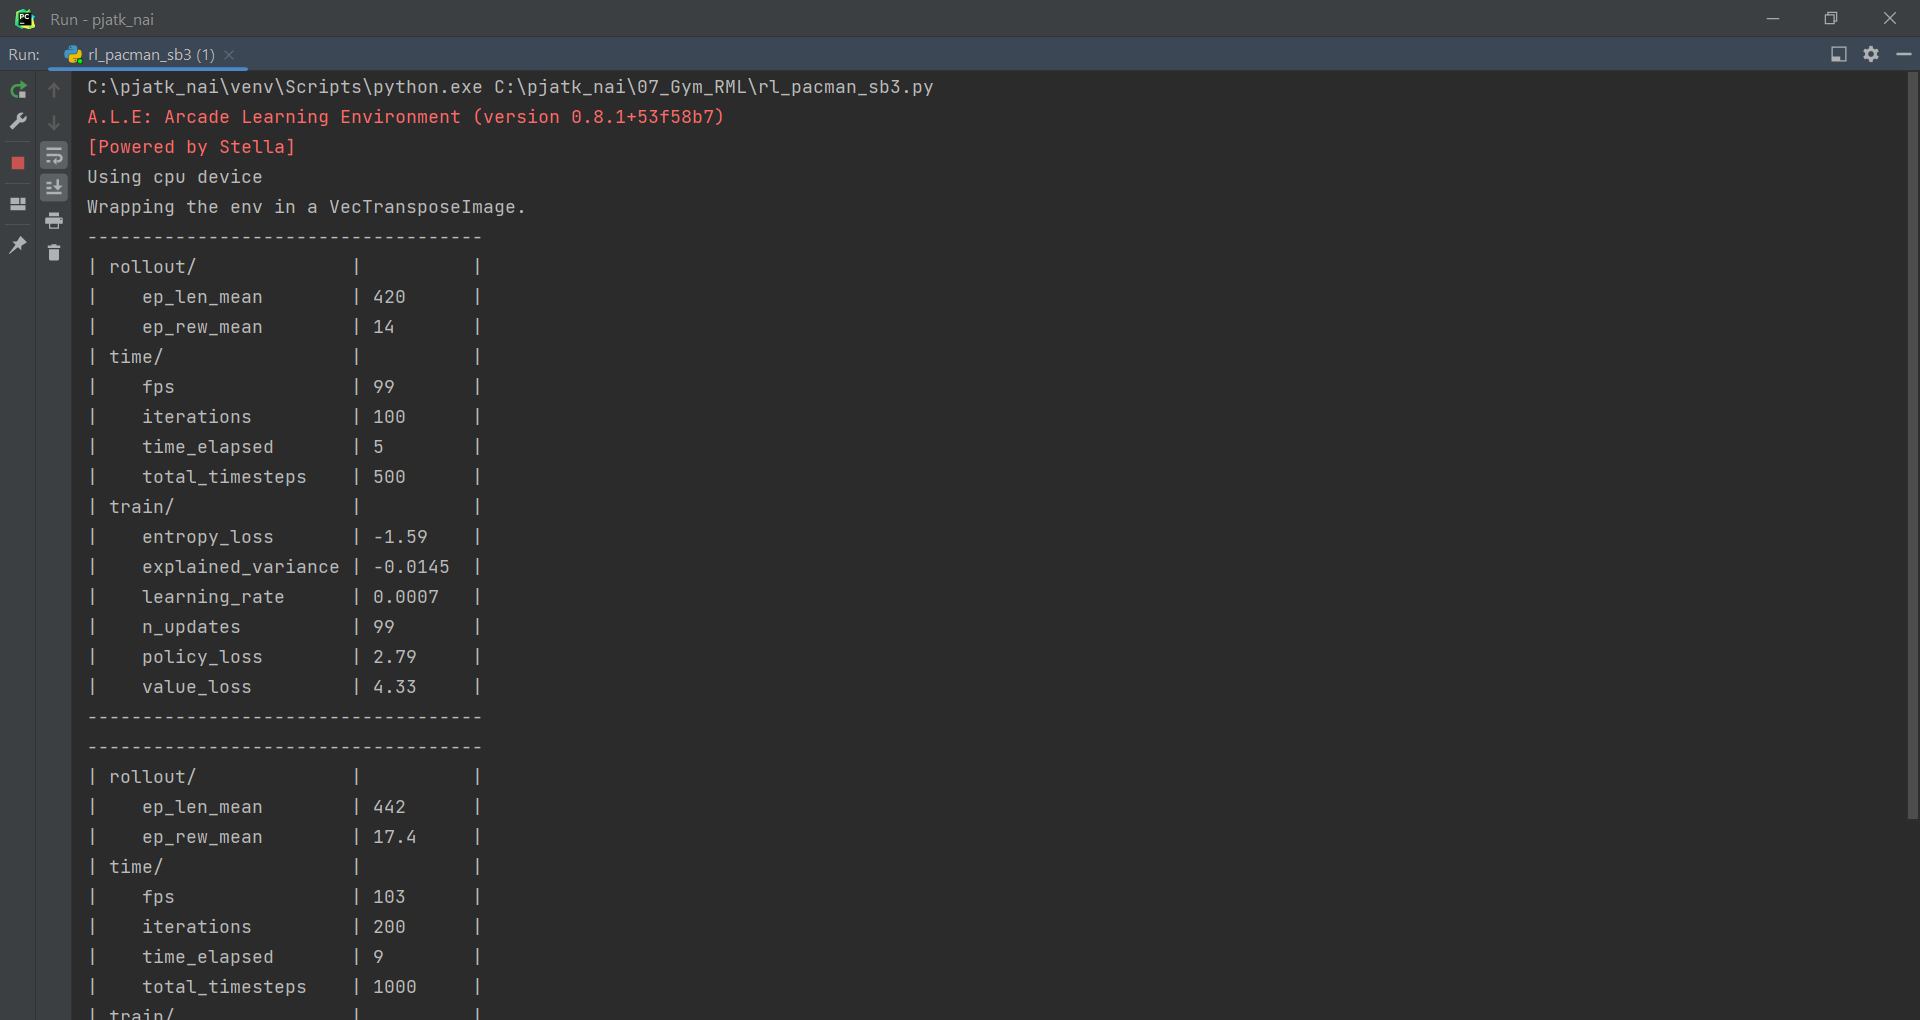 Run - pjatk_nai
Run: rl_pacman_sb3 (1)
C:\pjatk_nai\venv\Scripts\python.exe C:\pjatk_nai\07_Gym_RML\rl_pacman_sb3.py
A.L.E: Arcade Learning Environment (version 0.8.1+53f58b7)
[Powered by Stella]
Using cpu device
Wrapping the env in a VecTransposeImage.
------------------------------------
| rollout/              |          |
|    ep_len_mean        | 420      |
|    ep_rew_mean        | 14       |
| time/                 |          |
|    fps                | 99       |
|    iterations         | 100      |
|    time_elapsed       | 5        |
|    total_timesteps    | 500      |
| train/                |          |
|    entropy_loss       | -1.59    |
|    explained_variance | -0.0145  |
|    learning_rate      | 0.0007   |
|    n_updates          | 99       |
|    policy_loss        | 2.79     |
|    value_loss         | 4.33     |
------------------------------------
------------------------------------
| rollout/              |          |
|    ep_len_mean        | 442      |
|    ep_rew_mean        | 17.4     |
| time/                 |          |
|    fps                | 103      |
|    iterations         | 200      |
|    time_elapsed       | 9        |
|    total_timesteps    | 1000     |
| train/                |          |